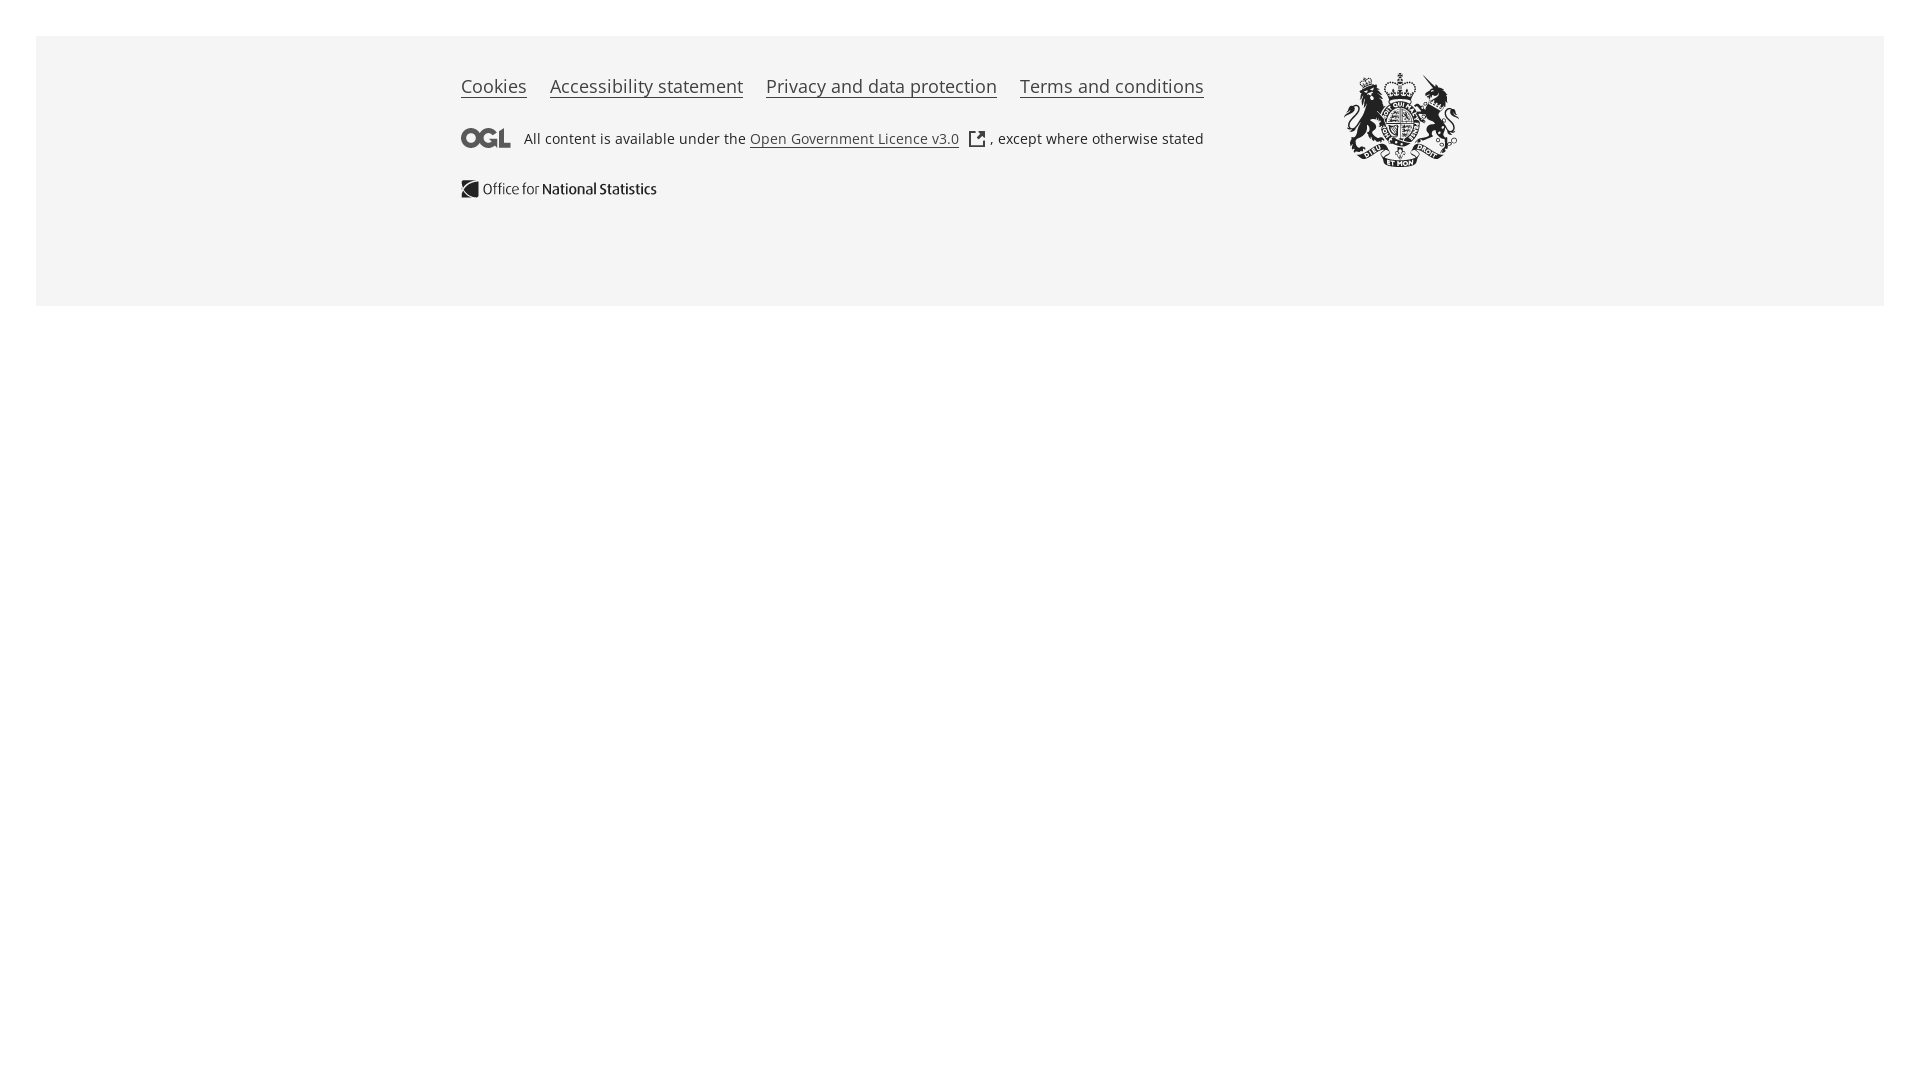 Cookies Accessibility statement Privacy and data protection Terms and conditions
OGL All content is available under the Open Government Licence v3.0 , except where otherwise stated
Office for National Statistics
DIEU ET MON DROIT